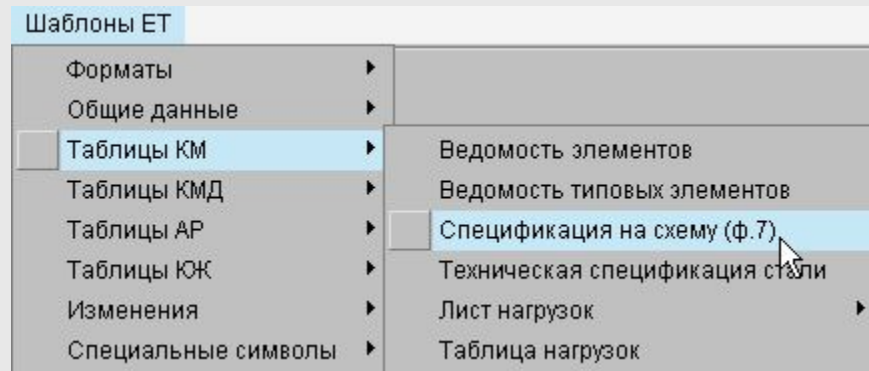 Шаблоны ЕТ
Форматы
Общие данные
Таблицы КМ
Таблицы КМД
Таблицы АР
Таблицы КЖ
Изменения
Специальные символы
Ведомость элементов
Ведомость типовых элементов
Спецификация на схему (ф.7)
Техническая спецификация стали
Лист нагрузок
Таблица нагрузок